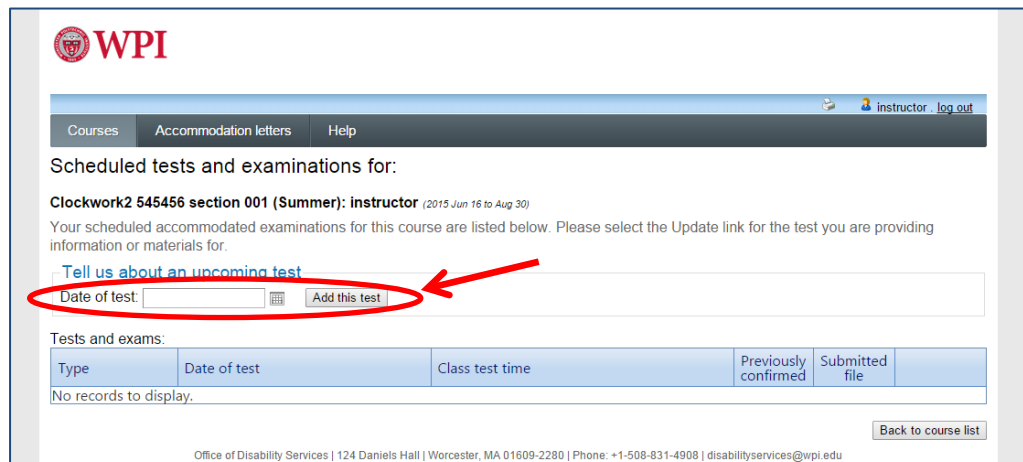 WPI
instructor . log out
Courses Accommodation letters Help
Scheduled tests and examinations for:
Clockwork2 545456 section 001 (Summer): instructor (2015 Jun 16 to Aug 30)
Your scheduled accommodated examinations for this course are listed below. Please select the Update link for the test you are providing
information or materials for.
Tell us about an upcoming test
Date of test: Add this test
Tests and exams:
Type Date of test Class test time Previously confirmed Submitted file
No records to display.
Back to course list
Office of Disability Services | 124 Daniels Hall | Worcester, MA 01609-2280 | Phone: +1-508-831-4908 | disabilityservices@wpi.edu